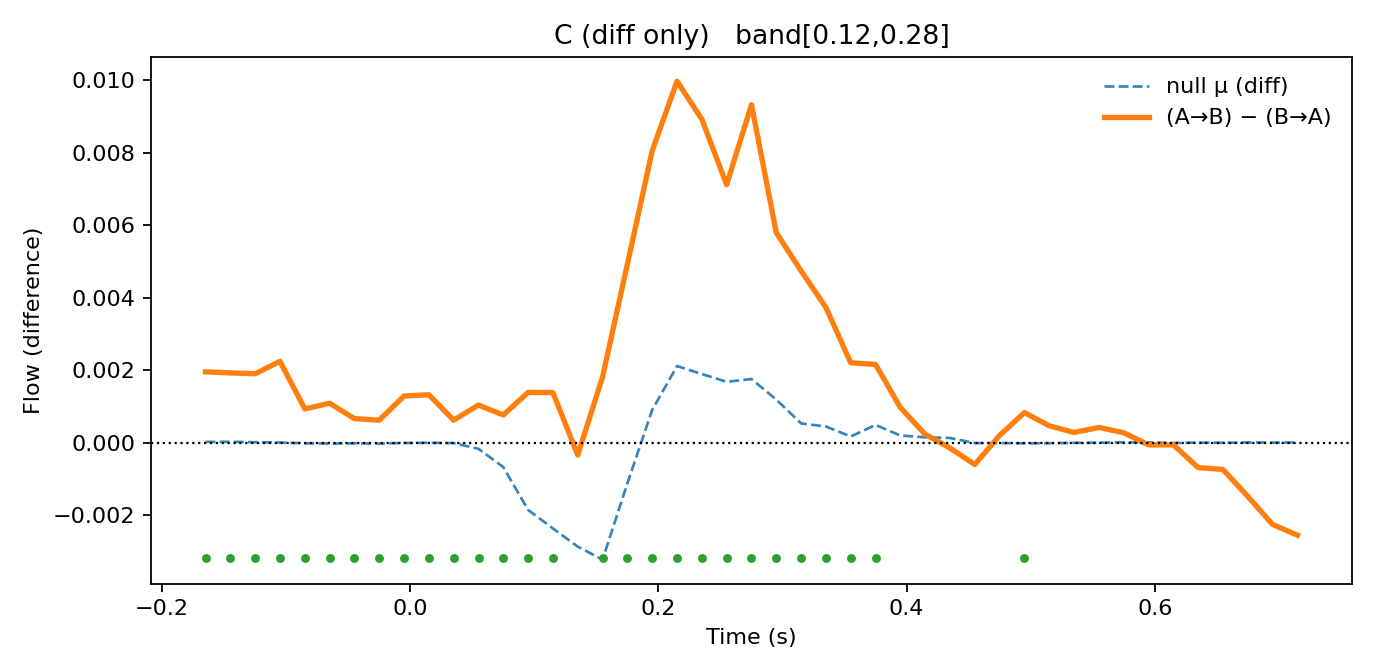 C (diff only)   band[0.12,0.28]
null μ (diff)
(A→B) − (B→A)
Flow (difference)
0.010
0.008
0.006
0.004
0.002
0.000
−0.002
−0.2
0.0
0.2
0.4
0.6
Time (s)